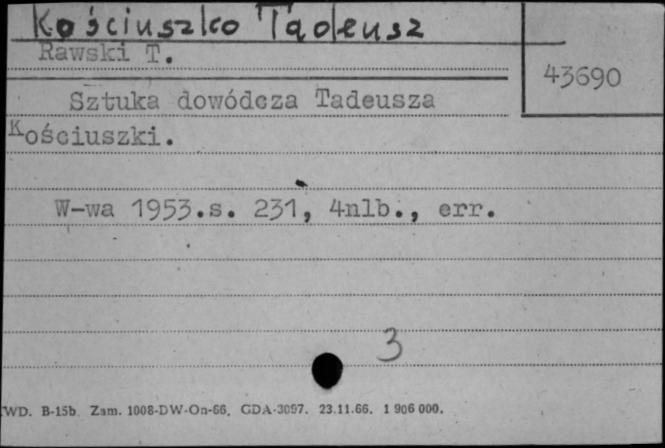 Kościuszko Tadeusz
Rawski T.
43690
Sztuka dowódcza Tadeusza
Kościuszki.
W-wa 1953.s. 231, 4nlb., err.
3
WD. B-15b. Zam. 1008-DW-On-66. GDA-3097. 23.11.66. 1 906 000.